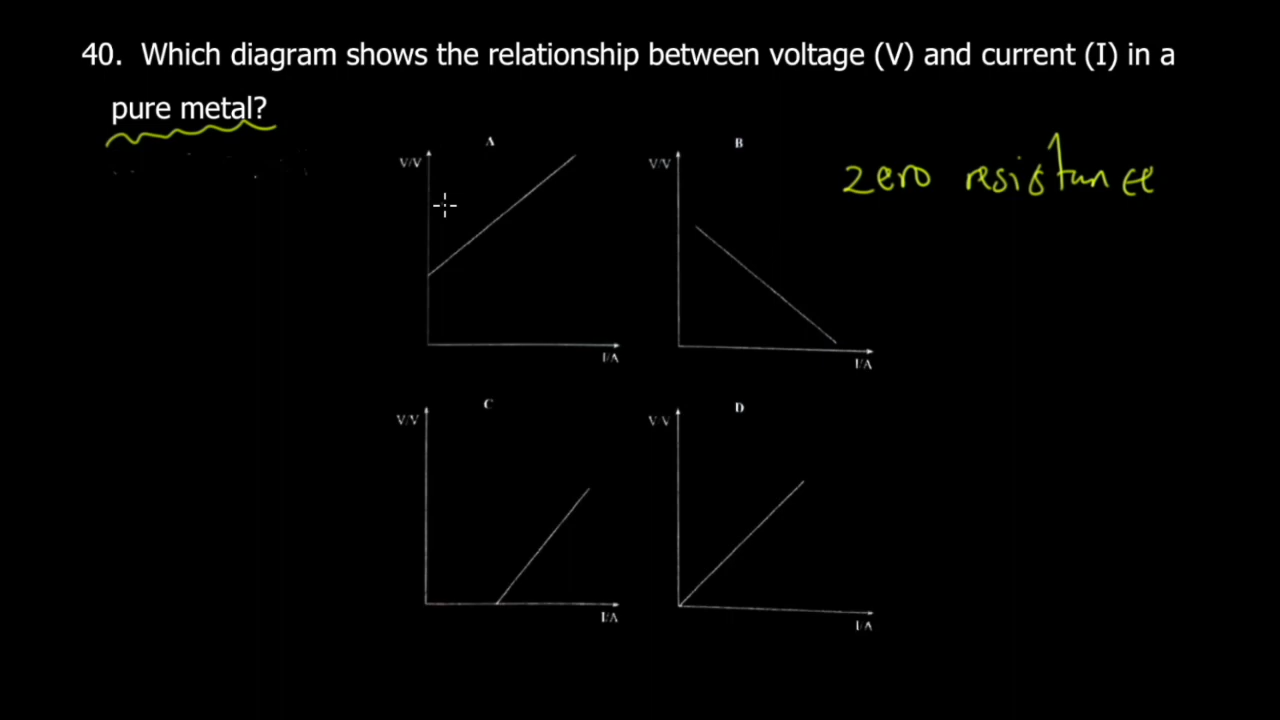 40. Which diagram shows the relationship between voltage (V) and current (I) in a
pure metal?
zero resistance
A
V/V
I/A
B
V/V
I/A
C
V/V
I/A
D
V/V
I/A